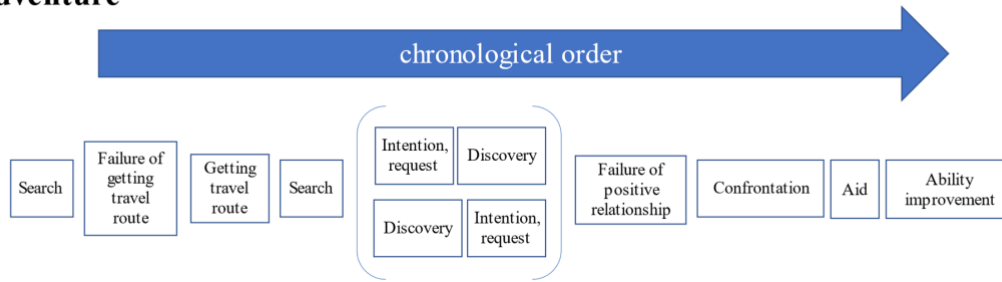 chronological order
Search
Failure of
getting
travel
route
Getting
travel
route
Search
Intention,
request
Discovery
Discovery
Intention,
request
Failure of
positive
relationship
Confrontation
Aid
Ability
improvement